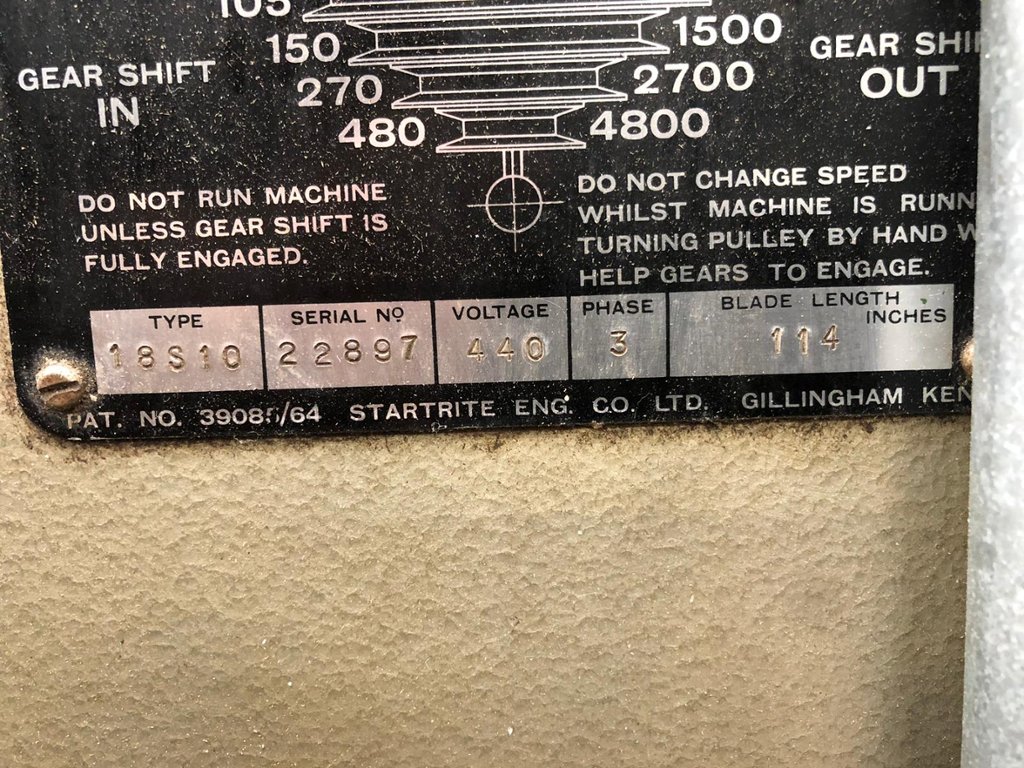 105
150 1500
270 2700
480 4800
GEAR SHIFT
IN
GEAR SHI
OUT
DO NOT RUN MACHINE
UNLESS GEAR SHIFT IS
FULLY ENGAGED.
DO NOT CHANGE SPEED
WHILST MACHINE IS RUNN
TURNING PULLEY BY HAND W
HELP GEARS TO ENGAGE.
TYPE
18S10
SERIAL NO
22897
VOLTAGE
440
PHASE
3
BLADE LENGTH
INCHES
114
PAT. NO. 39085/64 STARTRITE ENG. CO. LTD. GILLINGHAM KEN